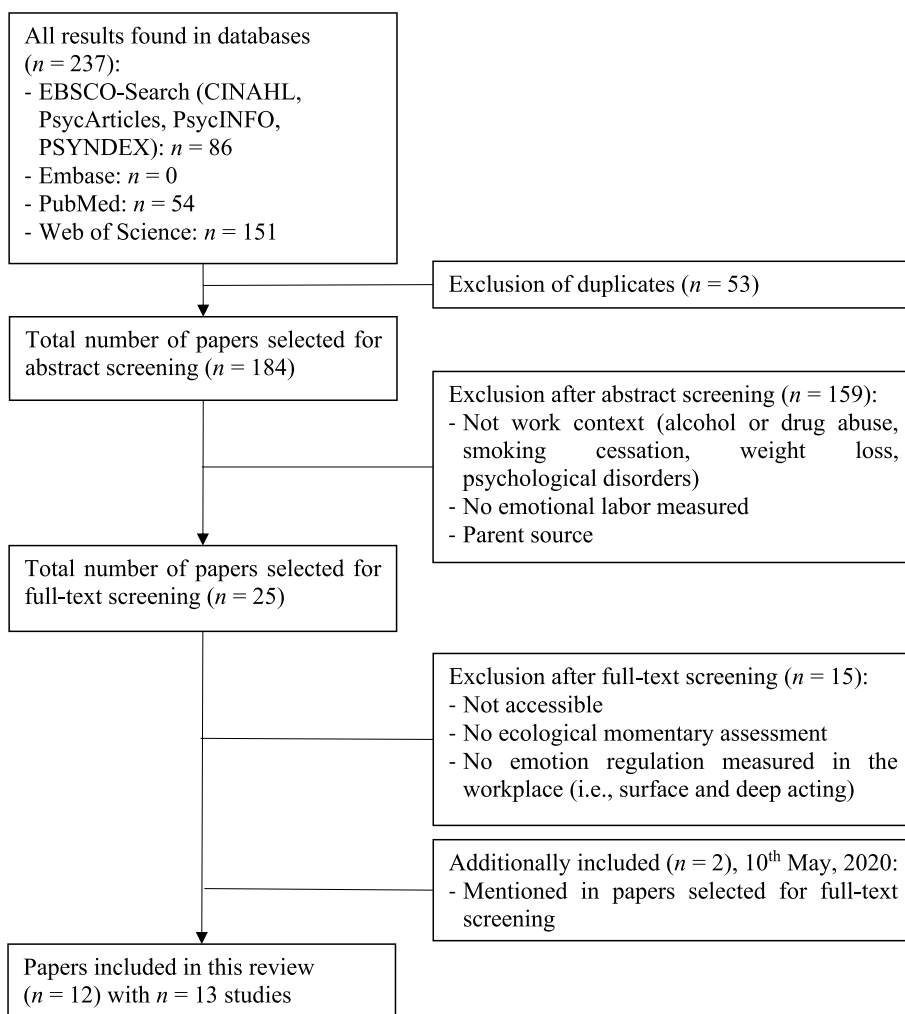 All results found in databases
(n = 237):
- EBSCO-Search (CINAHL,
PsycArticles, PsycINFO,
PSYNDEX): n = 86
- Embase: n = 0
- PubMed: n = 54
- Web of Science: n = 151
Exclusion of duplicates (n = 53)
Total number of papers selected for
abstract screening (n = 184)
Exclusion after abstract screening (n = 159):
- Not work context (alcohol or drug abuse,
smoking cessation, weight loss,
psychological disorders)
- No emotional labor measured
- Parent source
Total number of papers selected for
full-text screening (n = 25)
Exclusion after full-text screening (n = 15):
- Not accessible
- No ecological momentary assessment
- No emotion regulation measured in the
workplace (i.e., surface and deep acting)
Additionally included (n = 2), 10th May, 2020:
- Mentioned in papers selected for full-text
screening
Papers included in this review
(n = 12) with n = 13 studies